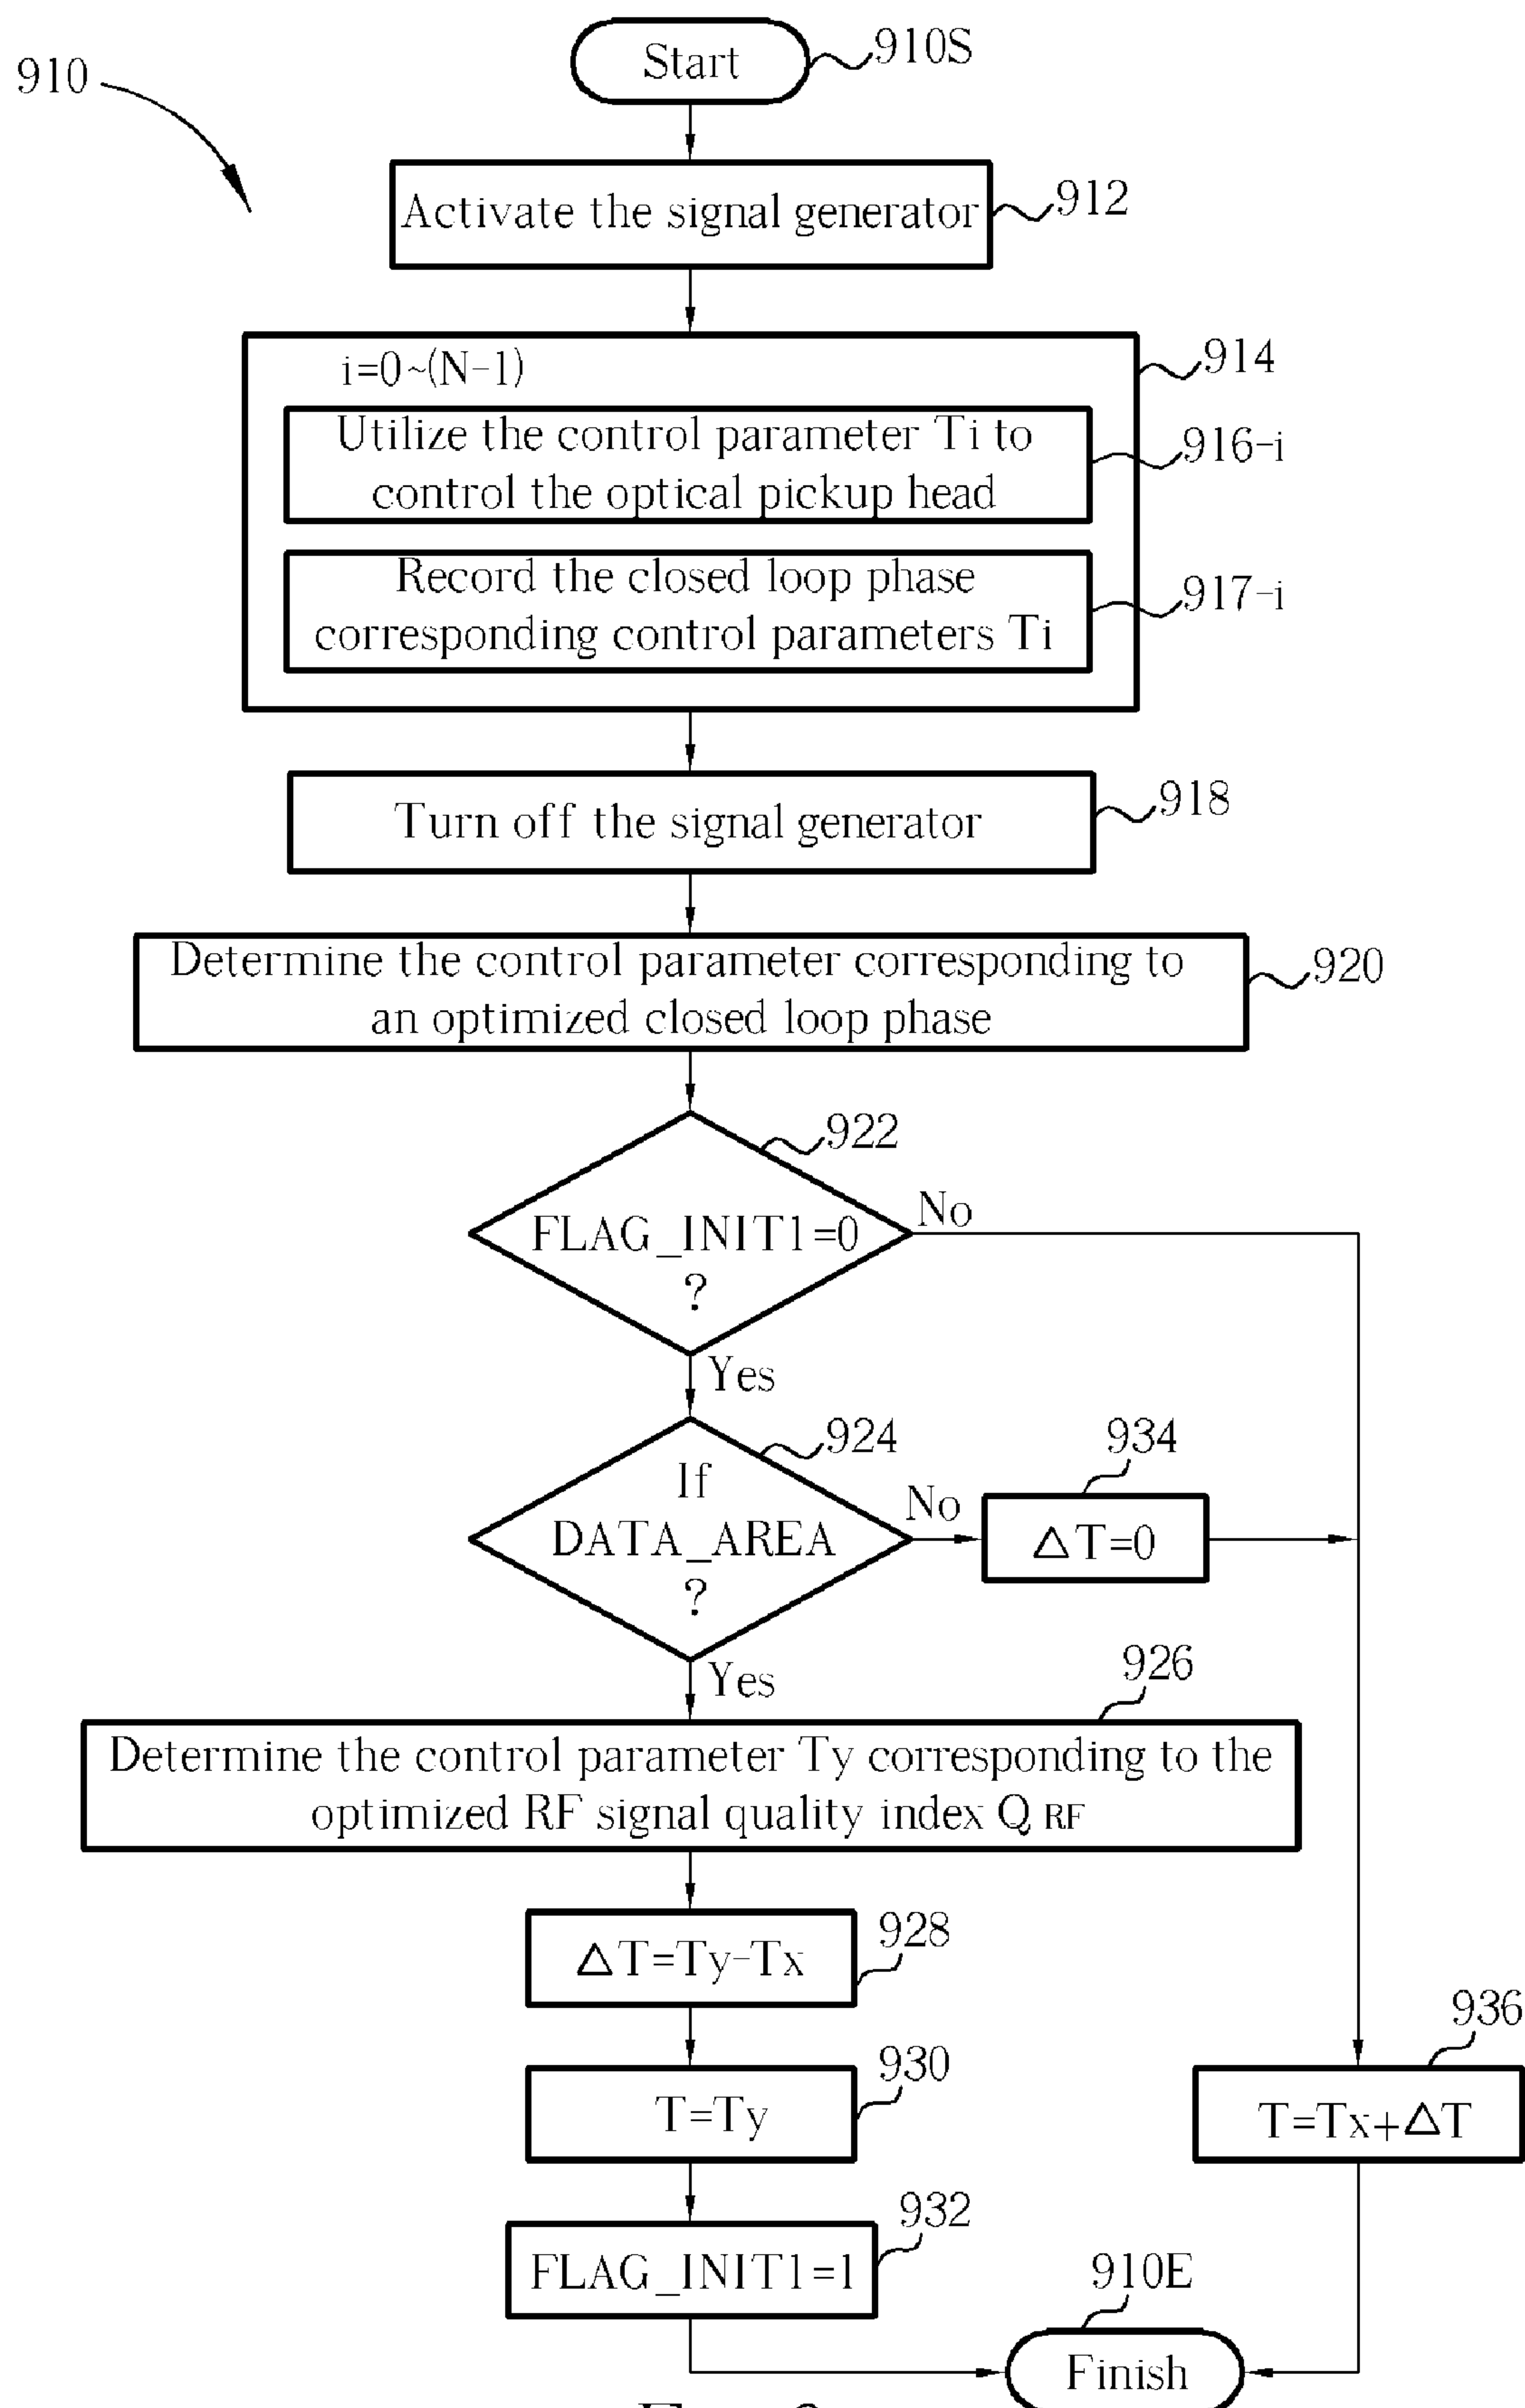 Start
910S
910
Activate the signal generator
912
i=0~(N-1)
914
Utilize the control parameter Ti to
control the optical pickup head
916-i
Record the closed loop phase
corresponding control parameters Ti
917-i
Turn off the signal generator
918
Determine the control parameter corresponding to
an optimized closed loop phase
920
922
FLAG_INIT1=0
?
No
Yes
924
If
DATA_AREA
?
No
934
△T=0
Yes
926
Determine the control parameter Ty corresponding to the
optimized RF signal quality index Q RF
928
△T=Ty-Tx
936
930
T=Ty
T=Tx+△T
932
FLAG_INIT1=1
910E
Finish